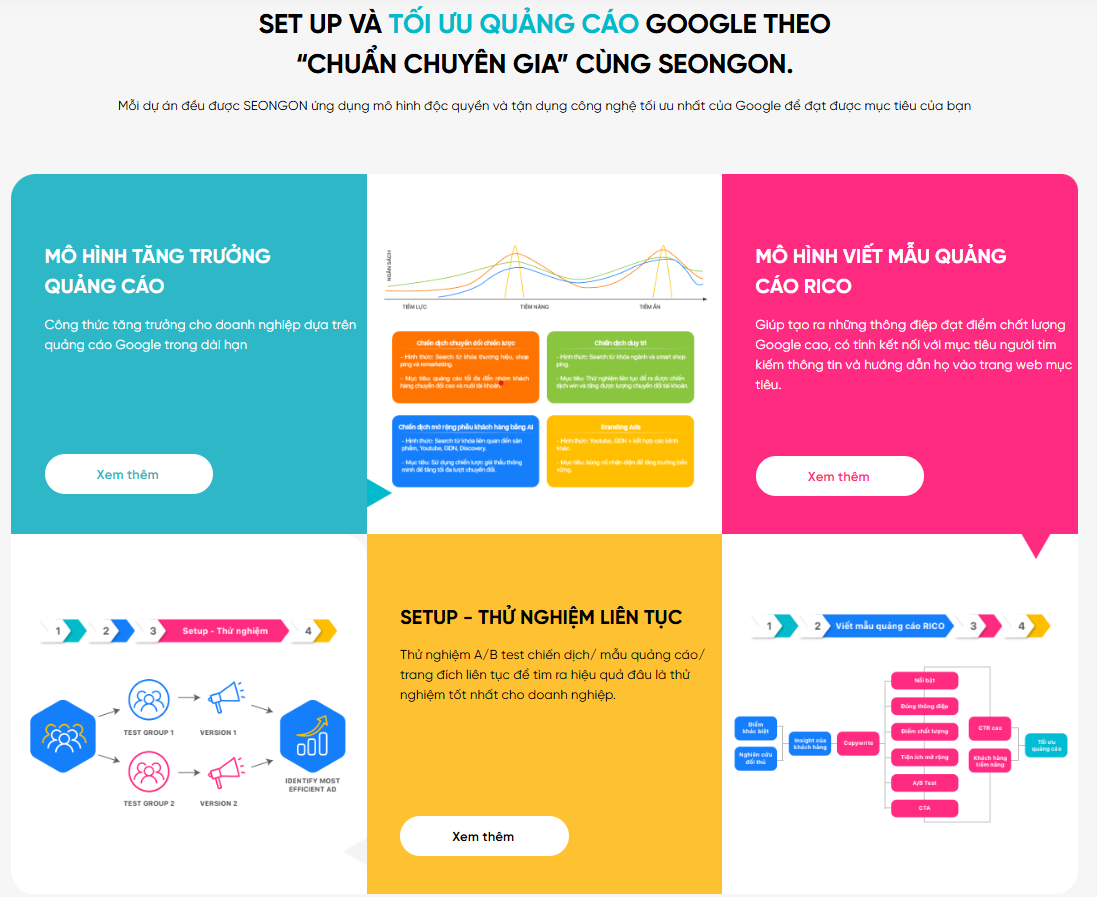 SET UP VÀ TỐI ƯU QUẢNG CÁO GOOGLE THEO
“CHUẨN CHUYÊN GIA” CÙNG SEONGON.
Mỗi dự án đều được SEONGON ứng dụng mô hình độc quyền và tận dụng công nghệ tối ưu nhất của Google để đạt được mục tiêu của bạn
MÔ HÌNH TĂNG TRƯỞNG
QUẢNG CÁO
Công thức tăng trưởng cho doanh nghiệp dựa trên
quảng cáo Google trong dài hạn
Xem thêm
NGÂN SÁCH
TIỀM LỰC
TIỀM NĂNG
TIỀM ẨN
Chiến dịch chuyển đổi chiến lược
- Hình thức: Search từ khóa thương hiệu, shop
ping và remarketing.
- Mục tiêu: quảng cáo tối đa đến nhóm khách
hàng chuyển đổi cao và nuôi tài khoản.
Chiến dịch duy trì
- Hình thức: Search từ khóa ngành và smart shop
ping.
- Mục tiêu: Thử nghiệm liên tục để ra được chiến
dịch win và tăng được lượng chuyển đổi tài khoản.
Chiến dịch mở rộng phễu khách hàng bằng AI
- Hình thức: Search từ khóa liên quan đến sản
phẩm, Youtube, GDN, Discovery.
- Mục tiêu: Sử dụng chiến lược giá thầu thông
minh để tăng tối đa lượt chuyển đổi.
Branding Ads
- Hình thức: Youtube, GDN + kết hợp các kênh
khác.
- Mục tiêu: bùng nổ nhận diện để tăng trưởng bền
vững.
MÔ HÌNH VIẾT MẪU QUẢNG
CÁO RICO
Giúp tạo ra những thông điệp đạt điểm chất lượng
Google cao, có tính kết nối với mục tiêu người tìm
kiếm thông tin và hướng dẫn họ vào trang web mục
tiêu.
Xem thêm
1 2 3 Setup - Thử nghiệm 4
TEST GROUP 1
VERSION 1
TEST GROUP 2
VERSION 2
IDENTIFY MOST
EFFICIENT AD
SETUP - THỬ NGHIỆM LIÊN TỤC
Thử nghiệm A/B test chiến dịch/ mẫu quảng cáo/
trang đích liên tục để tìm ra hiệu quả đâu là thử
nghiệm tốt nhất cho doanh nghiệp.
Xem thêm
1 2 Viết mẫu quảng cáo RICO 3 4
Điểm
khác biệt
Nghiên cứu
đối thủ
Insight của
khách hàng
Copywrite
Nổi bật
Đúng thông điệp
Điểm chất lượng
Tiện ích mở rộng
A/B Test
CTA
CTR cao
Khách hàng
tiềm năng
Tối ưu
quảng cáo